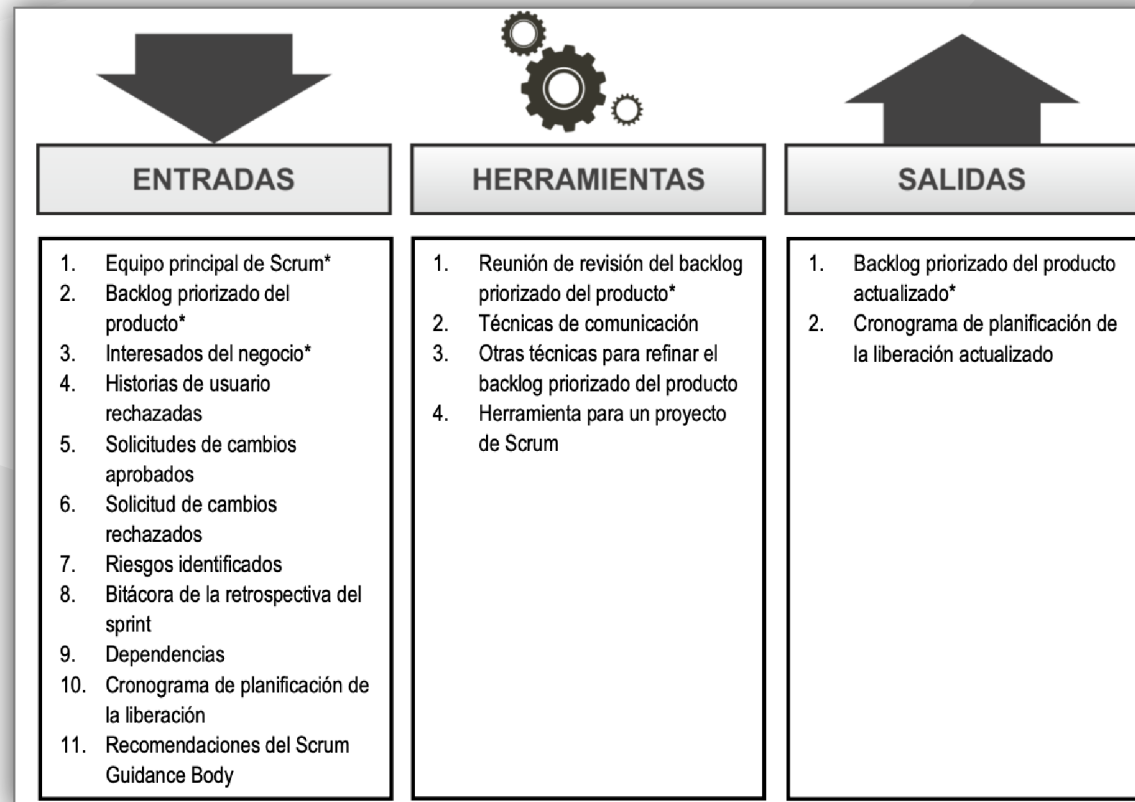 ENTRADAS
1. Equipo principal de Scrum*
2. Backlog priorizado del
producto*
3. Interesados del negocio*
4. Historias de usuario
rechazadas
5. Solicitudes de cambios
aprobados
6. Solicitud de cambios
rechazados
7. Riesgos identificados
8. Bitácora de la retrospectiva del
sprint
9. Dependencias
10. Cronograma de planificación de
la liberación
11. Recomendaciones del Scrum
Guidance Body
HERRAMIENTAS
1. Reunión de revisión del backlog
priorizado del producto*
2. Técnicas de comunicación
3. Otras técnicas para refinar el
backlog priorizado del producto
4. Herramienta para un proyecto
de Scrum
SALIDAS
1. Backlog priorizado del producto
actualizado*
2. Cronograma de planificación de
la liberación actualizado